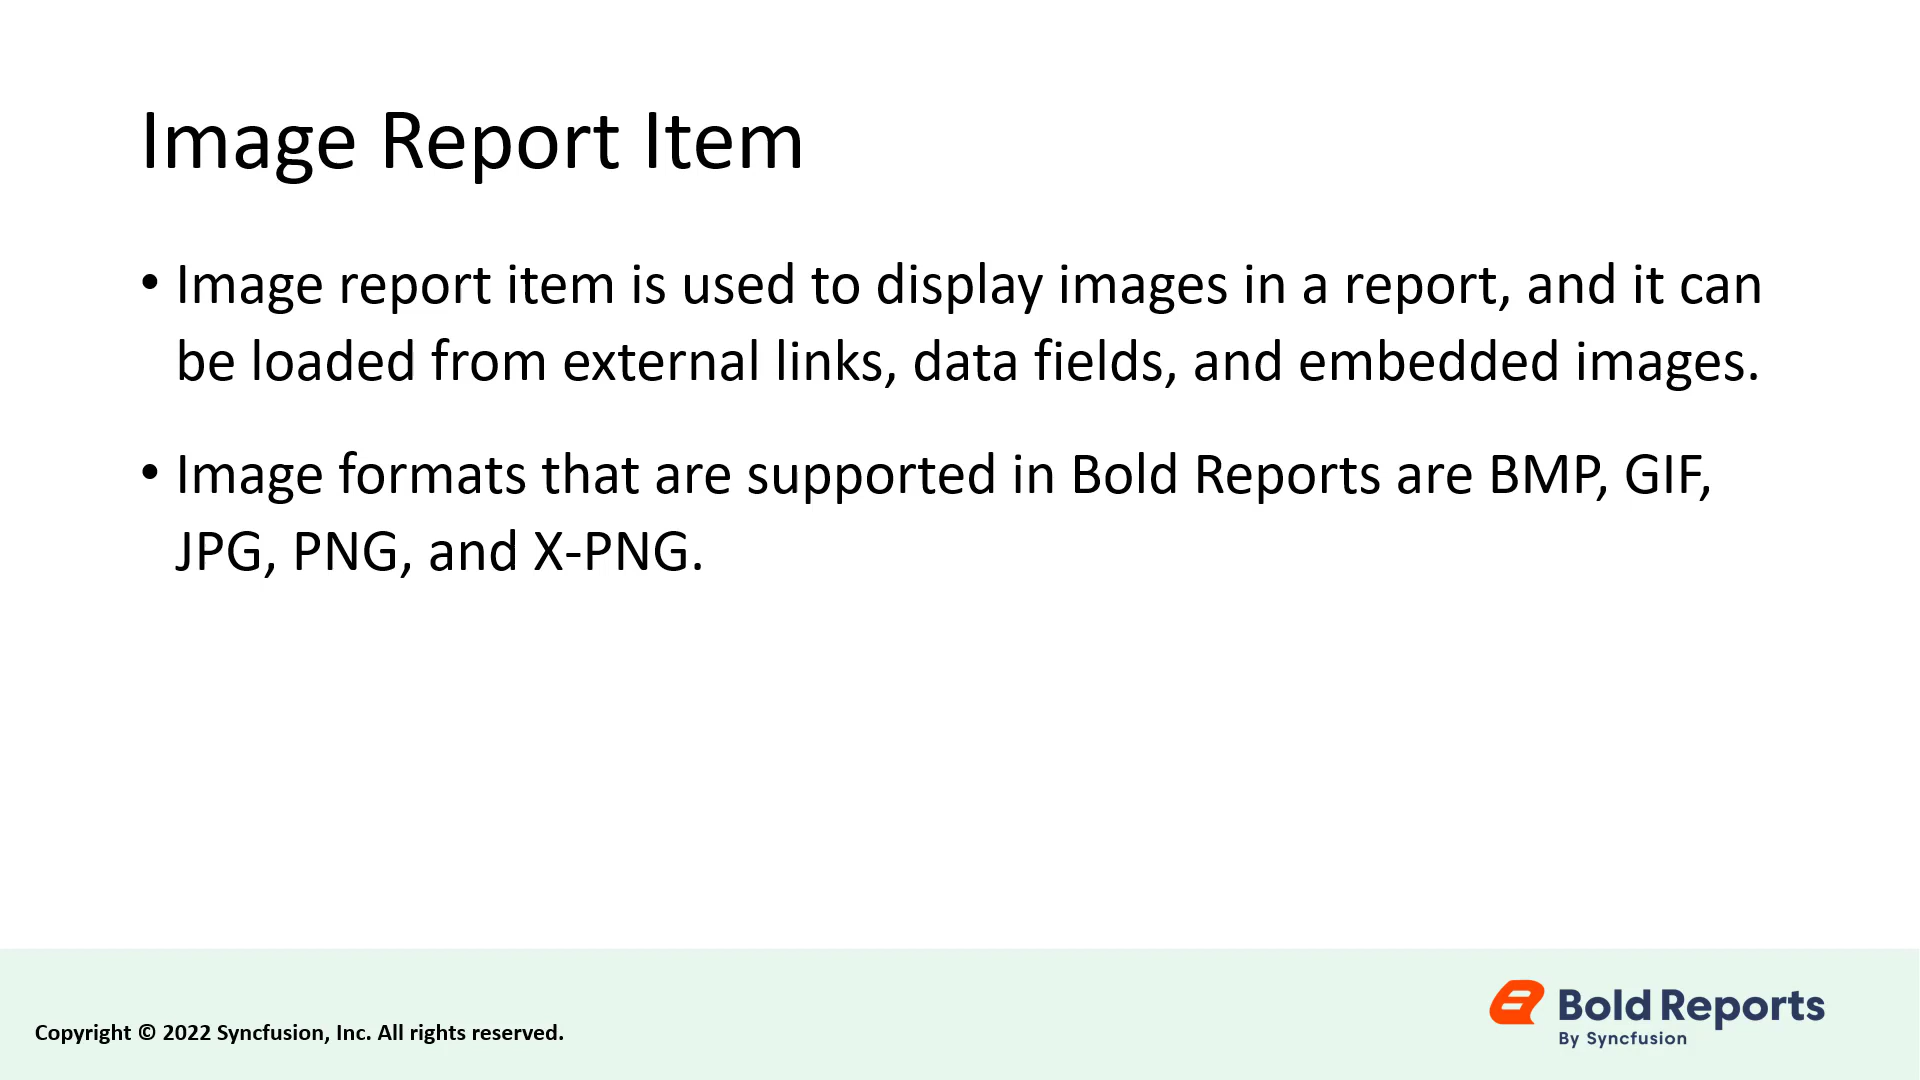 Image Report Item
• Image report item is used to display images in a report, and it can
be loaded from external links, data fields, and embedded images.
• Image formats that are supported in Bold Reports are BMP, GIF,
JPG, PNG, and X-PNG.
Copyright © 2022 Syncfusion, Inc. All rights reserved.
Bold Reports
By Syncfusion